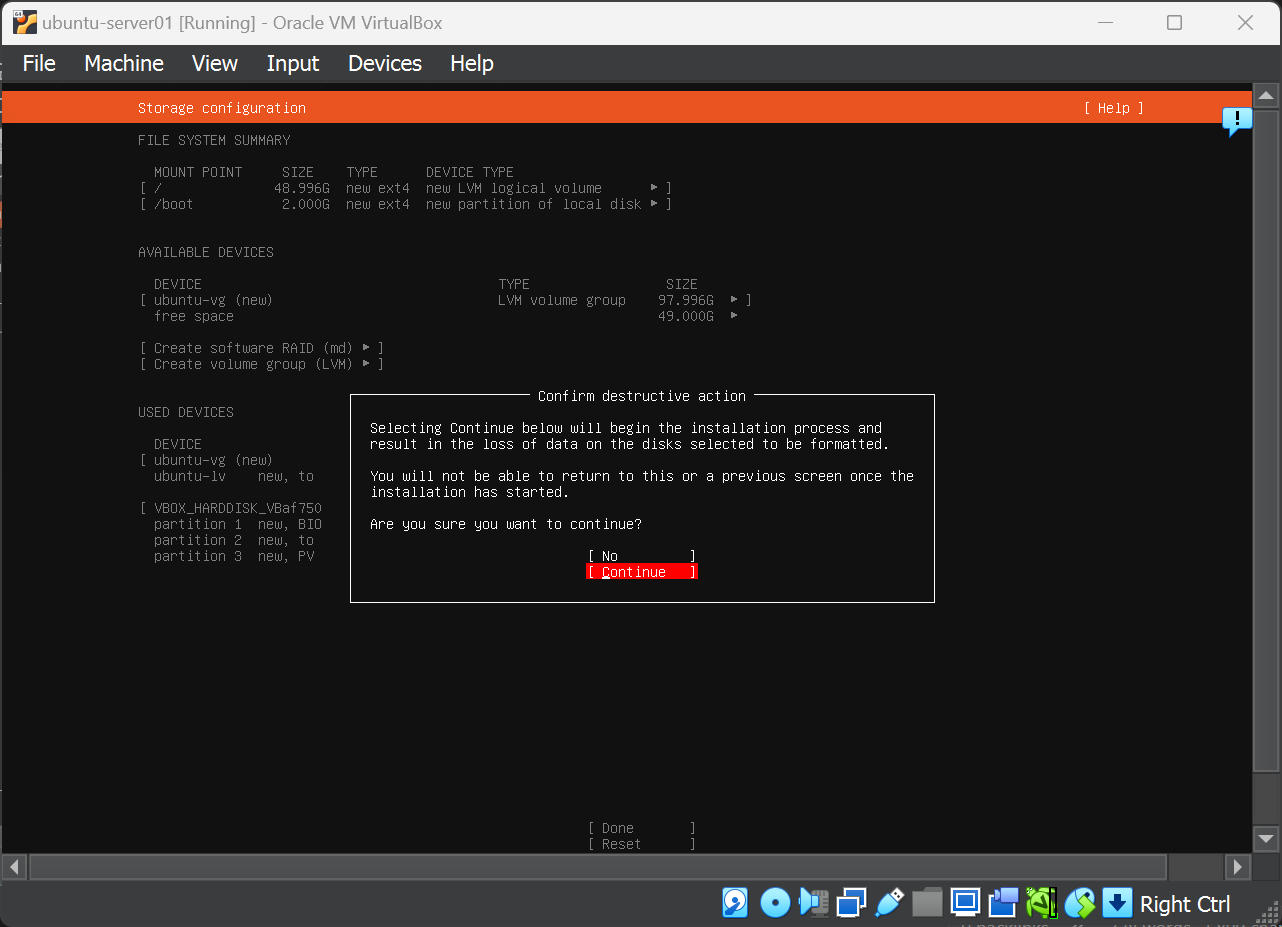 ubuntu-server01 [Running] - Oracle VM VirtualBox
File Machine View Input Devices Help
Storage configuration [ Help ]
FILE SYSTEM SUMMARY
MOUNT POINT SIZE TYPE DEVICE TYPE
[ / 48.996G new ext4 new LVM logical volume ▸ ]
[ /boot 2.000G new ext4 new partition of local disk ▸ ]
AVAILABLE DEVICES
DEVICE TYPE SIZE
[ ubuntu-vg (new) LVM volume group 97.996G ▸ ]
free space 49.000G ▸
[ Create software RAID (md) ▸ ]
[ Create volume group (LVM) ▸ ]
USED DEVICES
DEVICE
[ ubuntu-vg (new)
ubuntu-lv new, to
[ VBOX_HARDDISK_VBaf750
partition 1 new, BIO
partition 2 new, to
partition 3 new, PV
Confirm destructive action
Selecting Continue below will begin the installation process and
result in the loss of data on the disks selected to be formatted.
You will not be able to return to this or a previous screen once the
installation has started.
Are you sure you want to continue?
[ No ]
[ Continue ]
[ Done ]
[ Reset ]
Right Ctrl